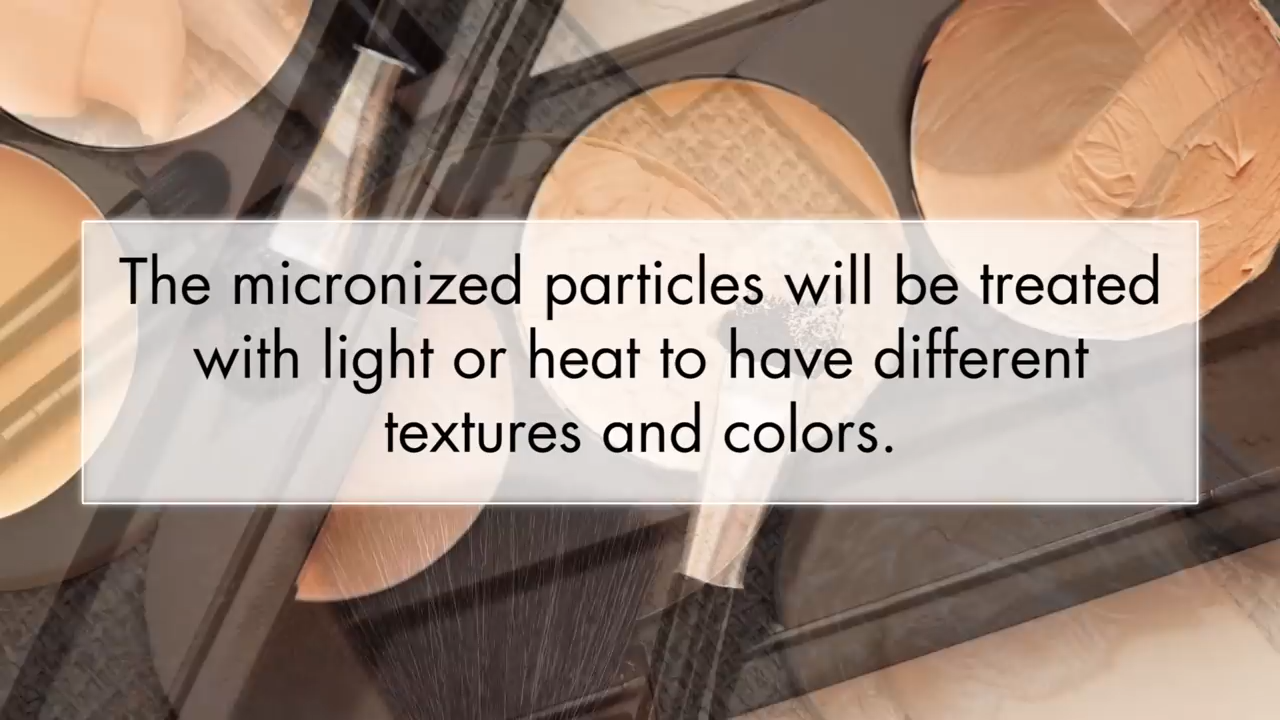 The micronized particles will be treated
with light or heat to have different
textures and colors.